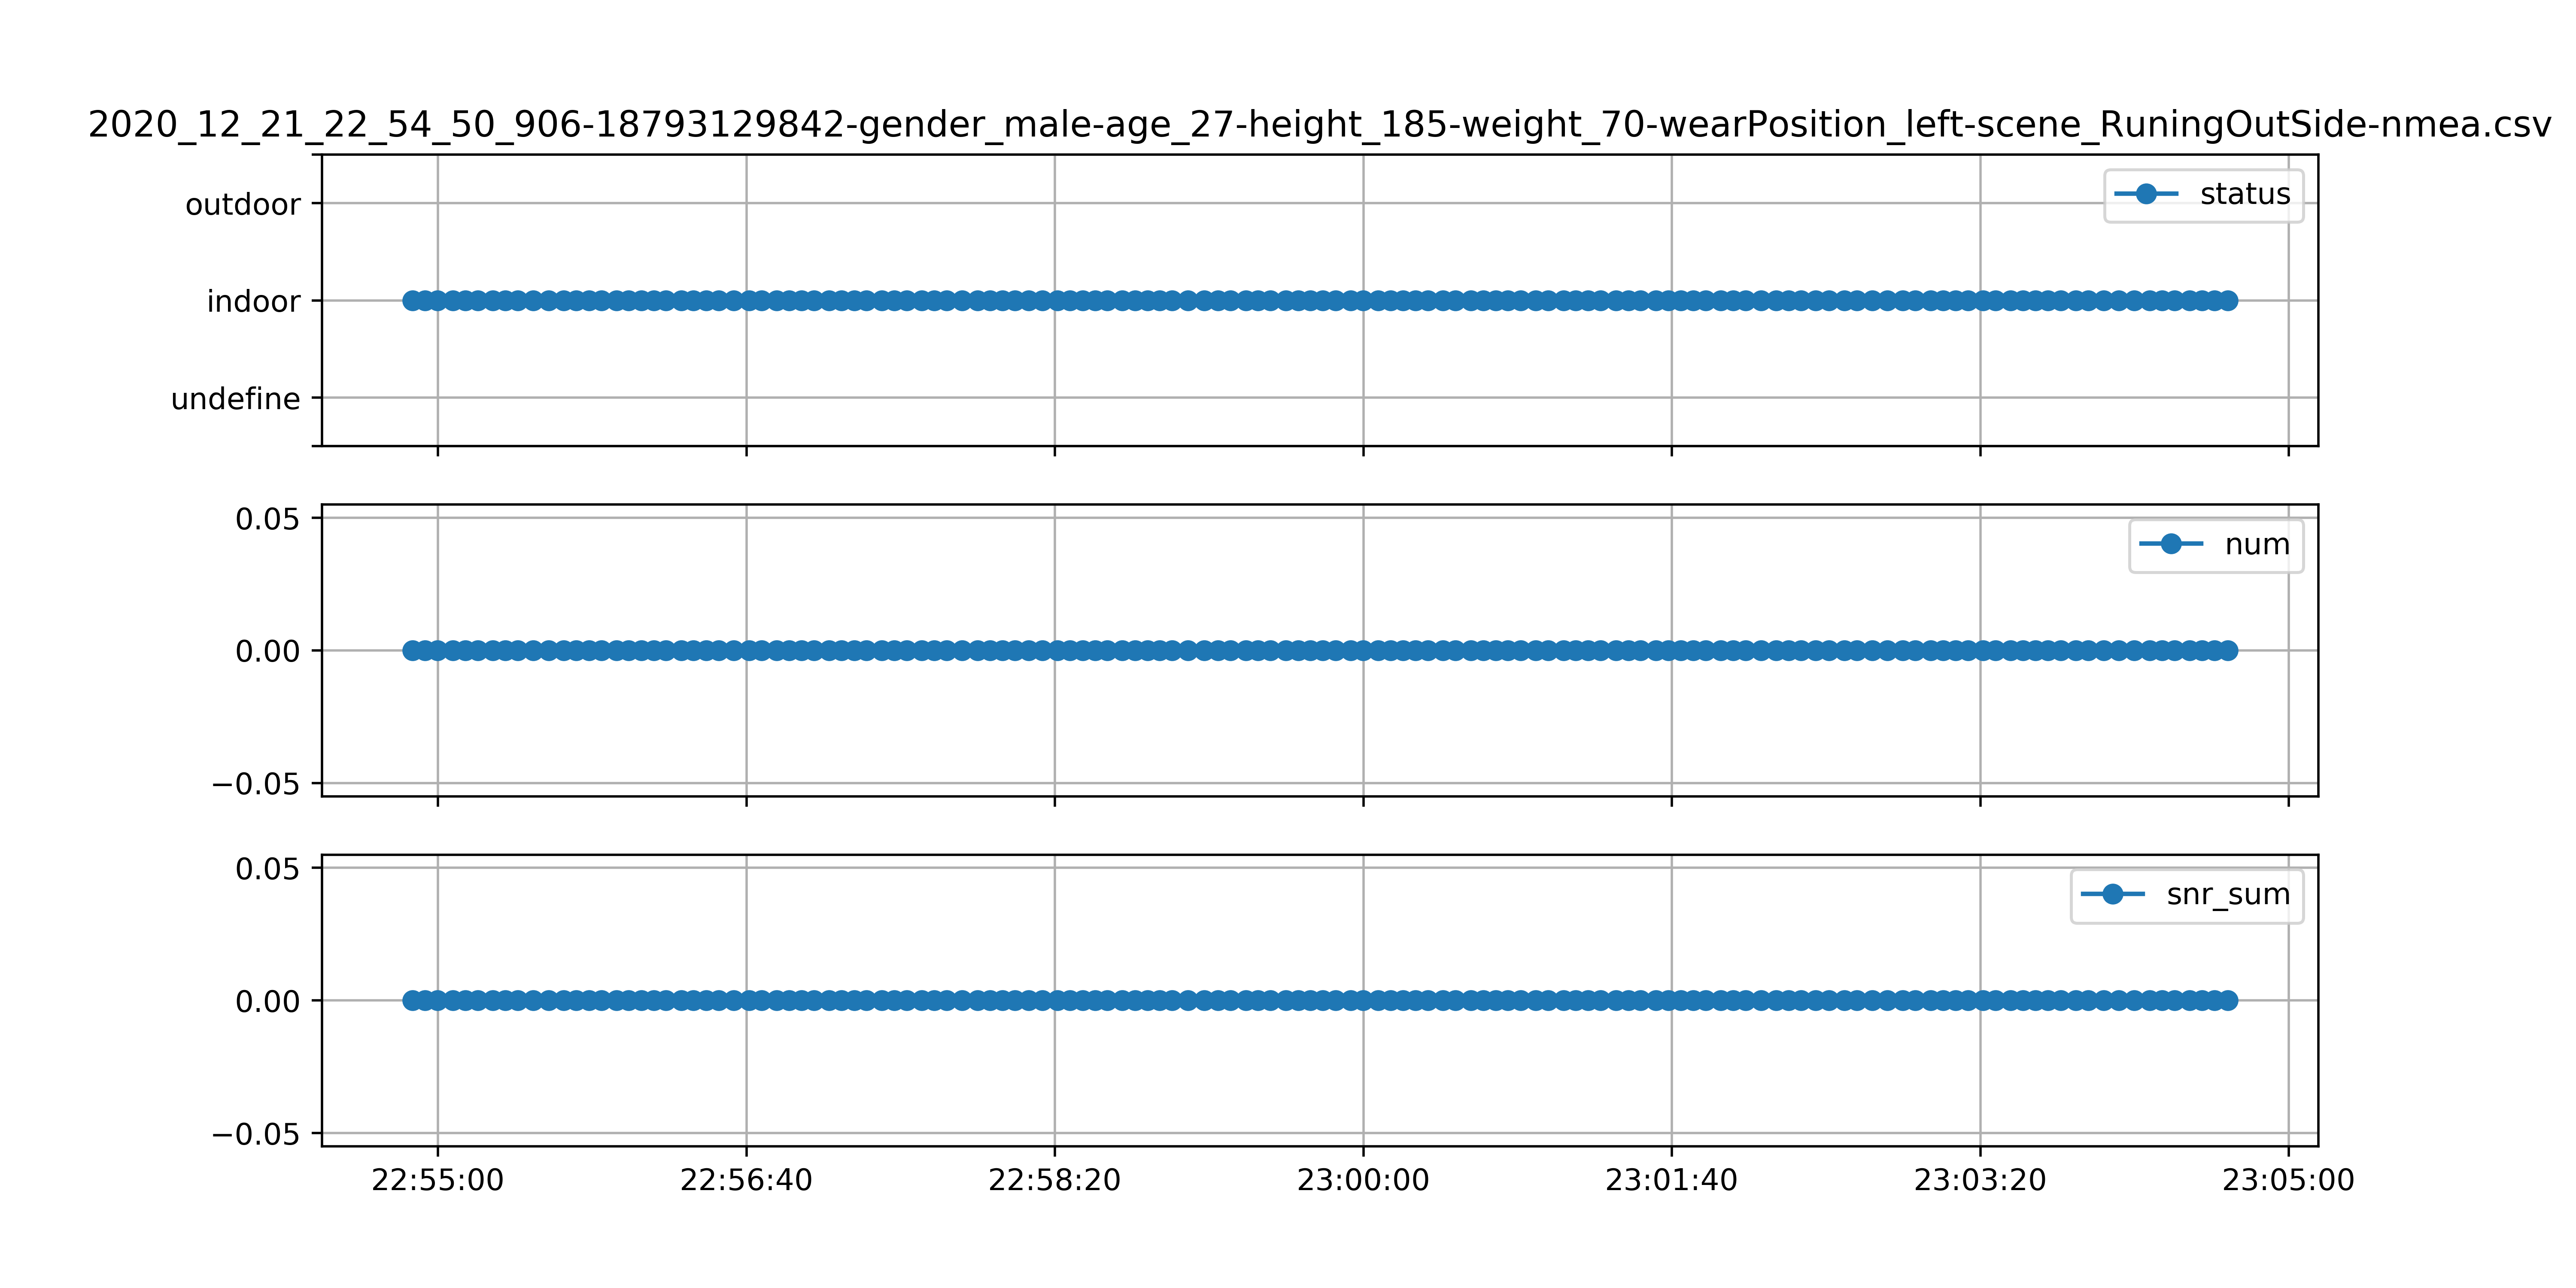 2020_12_21_22_54_50_906-18793129842-gender_male-age_27-height_185-weight_70-wearPosition_left-scene_RuningOutSide-nmea.csv
outdoor
indoor
undefine
status
0.05
0.00
−0.05
num
0.05
0.00
−0.05
snr_sum
22:55:00 22:56:40 22:58:20 23:00:00 23:01:40 23:03:20 23:05:00